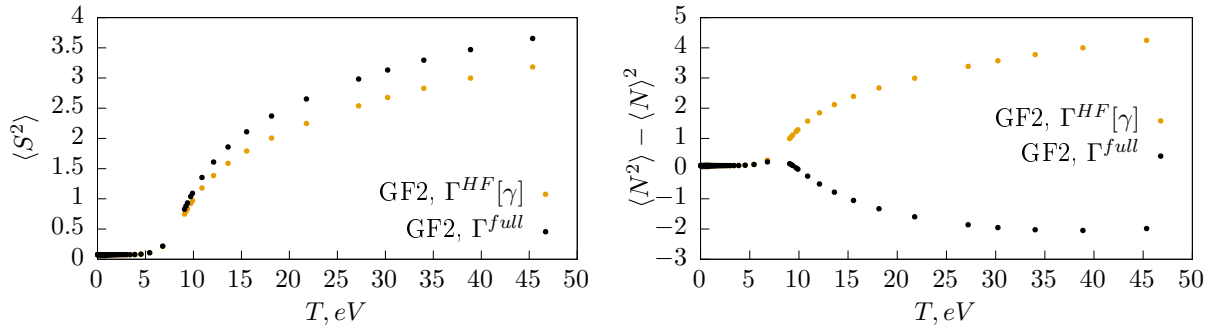 4
3.5
3
2.5
2
1.5
1
0.5
0
0 5 10 15 20 25 30 35 40 45 50
⟨S²⟩
T, eV
GF2, Γ^{HF}[γ]
GF2, Γ^{full}
5
4
3
2
1
0
−1
−2
−3
0 5 10 15 20 25 30 35 40 45 50
⟨N²⟩ − ⟨N⟩²
T, eV
GF2, Γ^{HF}[γ]
GF2, Γ^{full}